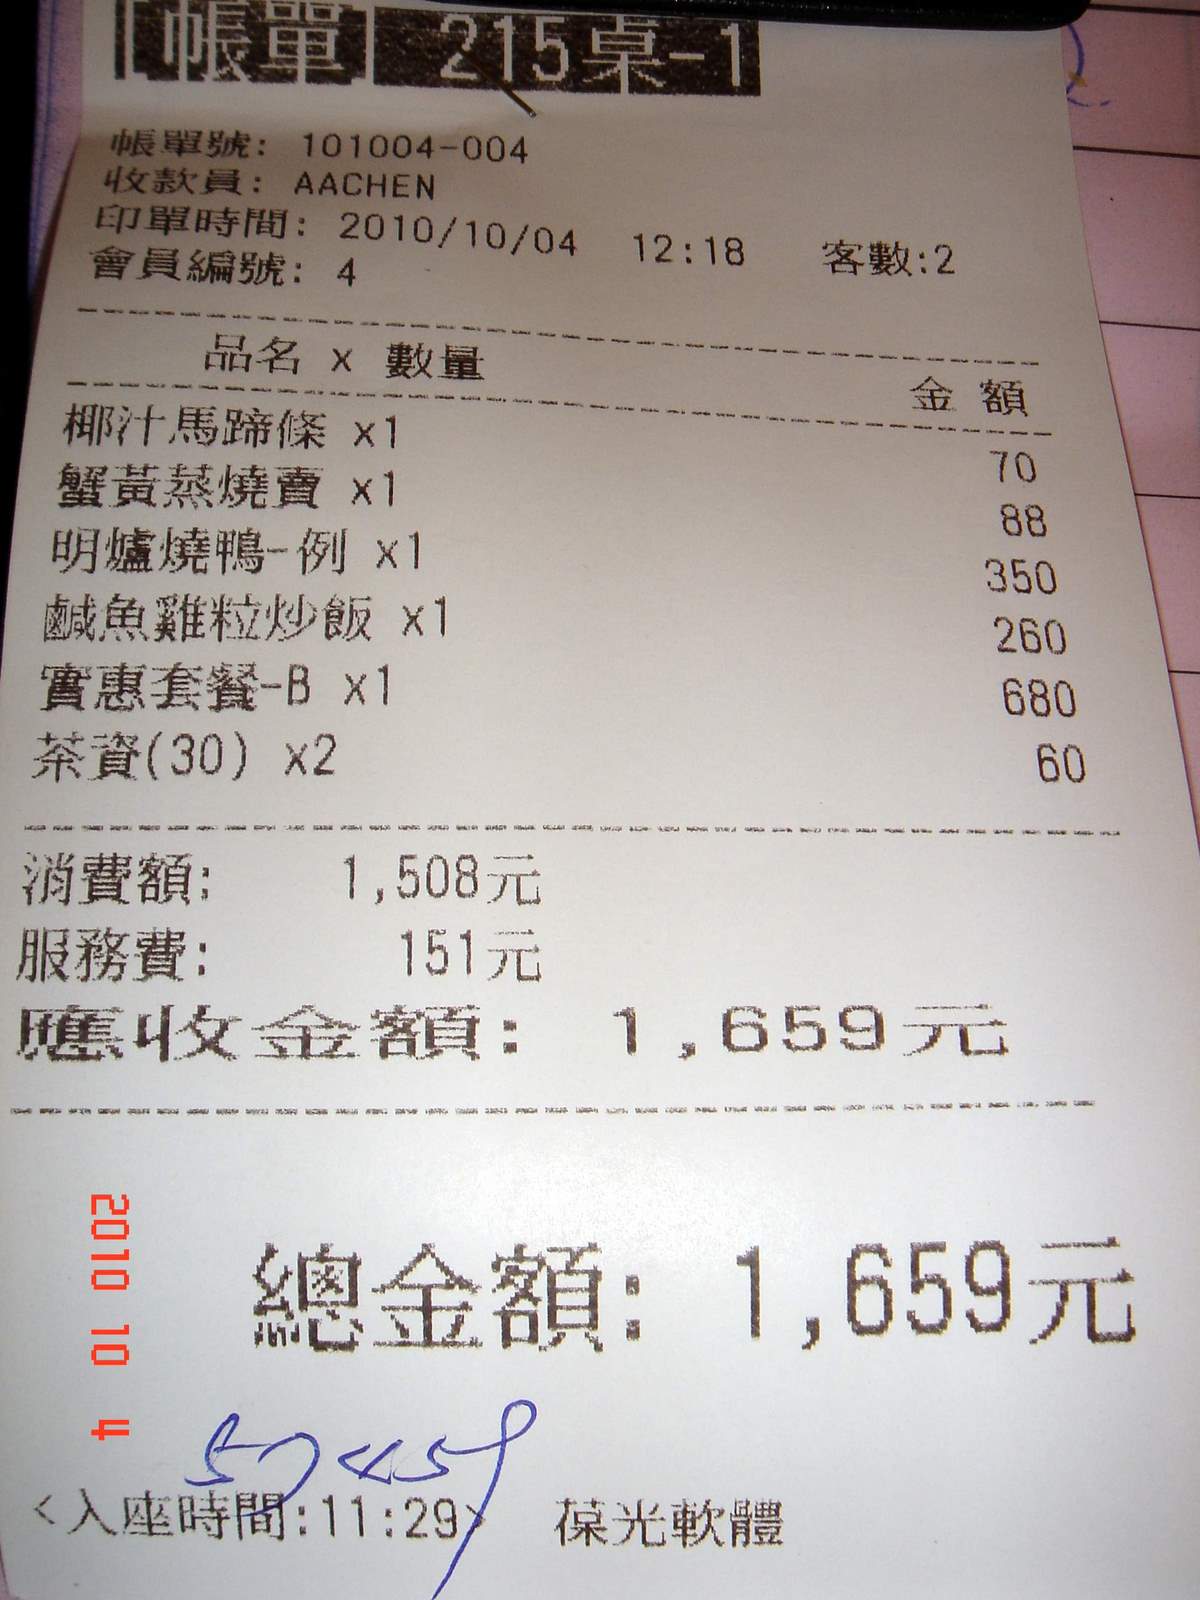 [帳單] 215桌-1
帳單號: 101004-004
收款員: AACHEN
印單時間: 2010/10/04 12:18 客數:2
會員編號: 4
品名 x 數量 金 額
椰汁馬蹄條 x1 70
蟹黃蒸燒賣 x1 88
明爐燒鴨-例 x1 350
鹹魚雞粒炒飯 x1 260
實惠套餐-B x1 680
茶資(30) x2 60
消費額: 1,508元
服務費: 151元
應收金額: 1,659元
總金額: 1,659元
2010 10 4
57459
<入座時間:11:29> 葆光軟體